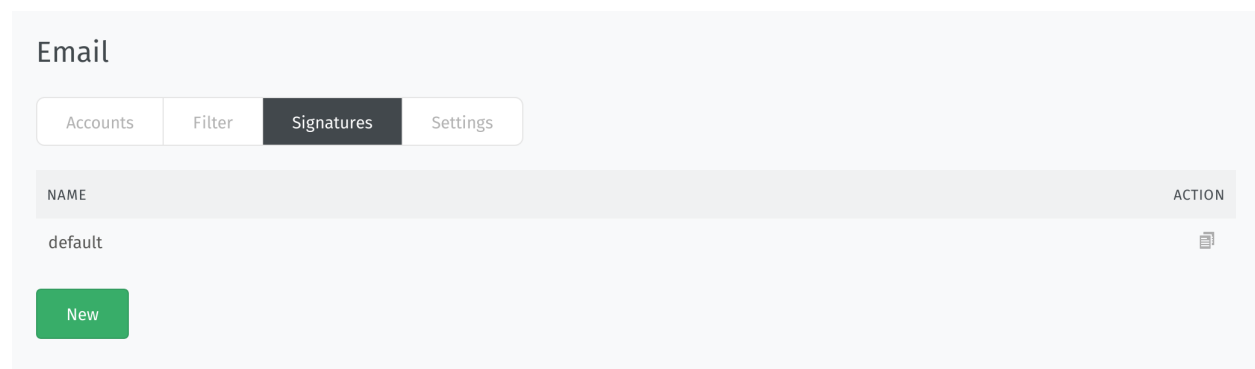 Email
Accounts Filter Signatures Settings
NAME ACTION
default
New